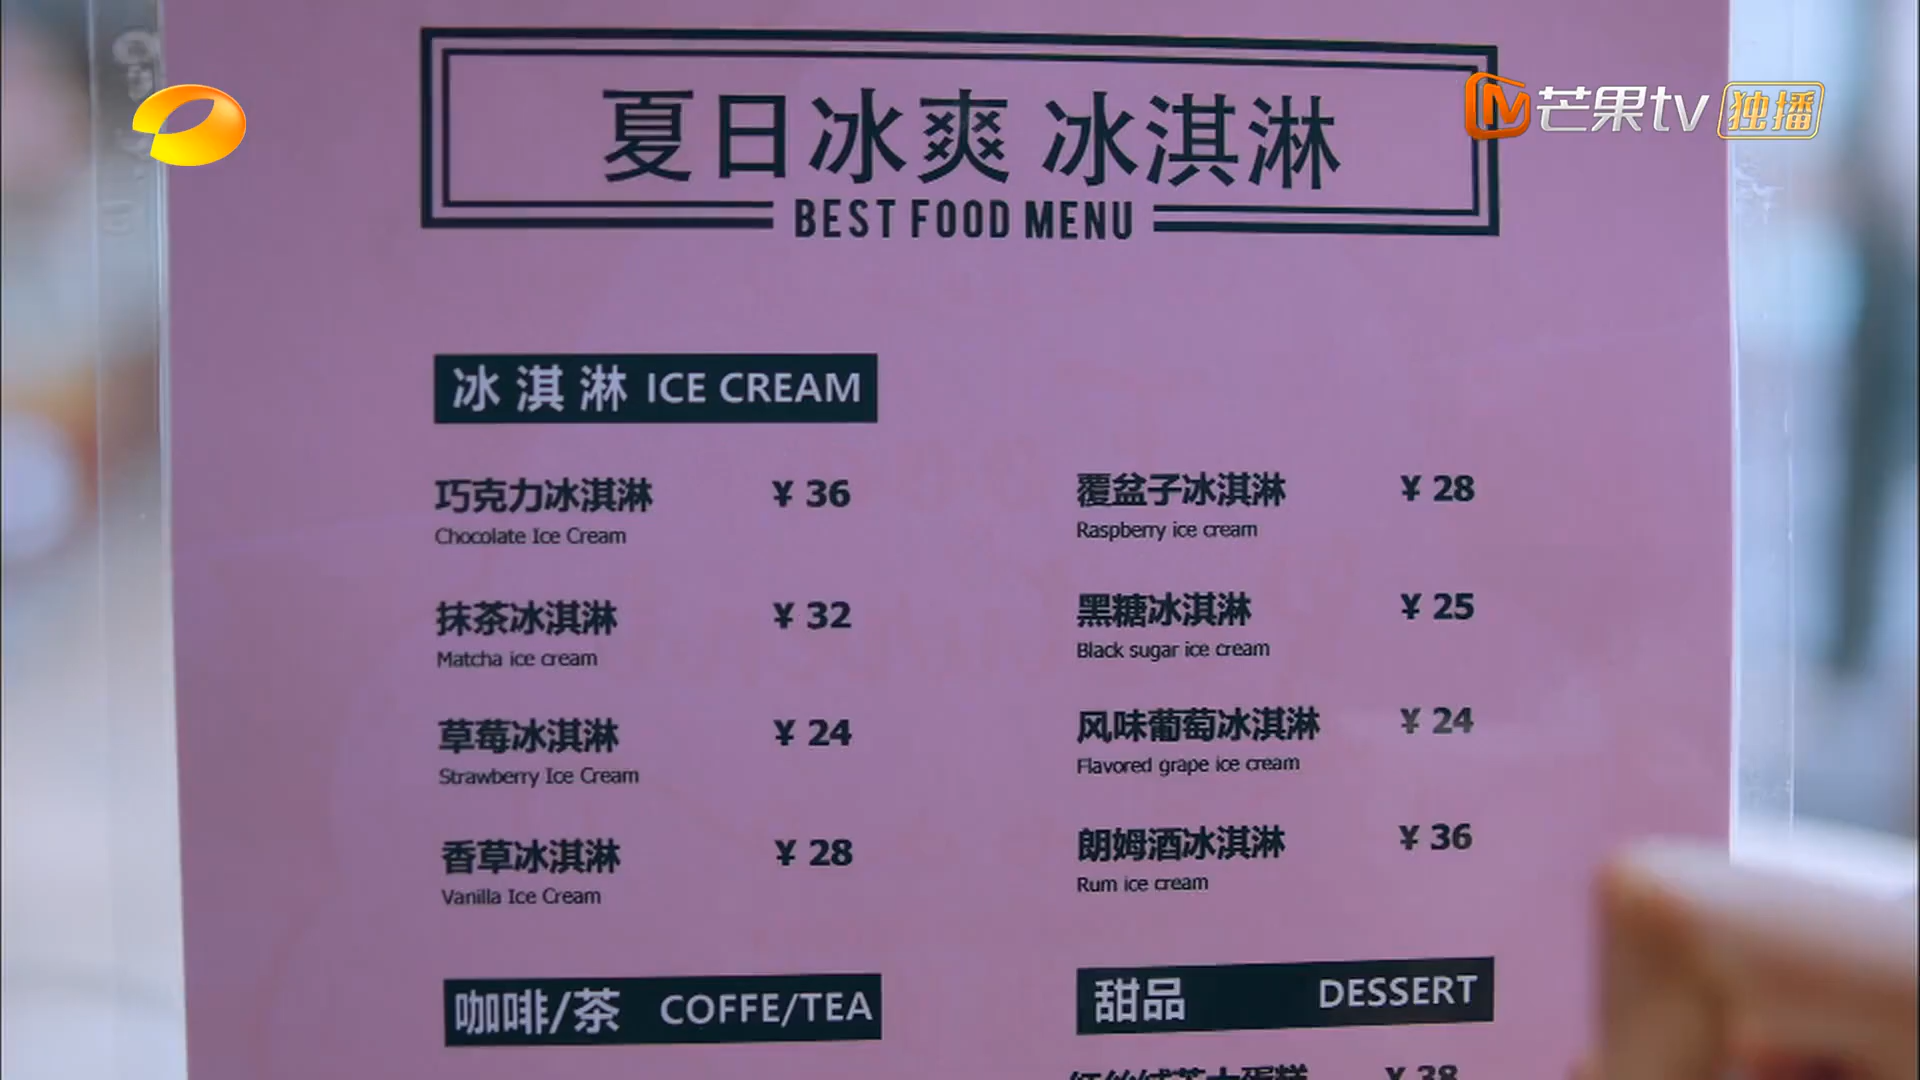 芒果tv 独播
夏日冰爽 冰淇淋
BEST FOOD MENU
冰淇淋 ICE CREAM
巧克力冰淇淋 ¥ 36
Chocolate Ice Cream
抹茶冰淇淋 ¥ 32
Matcha ice cream
草莓冰淇淋 ¥ 24
Strawberry Ice Cream
香草冰淇淋 ¥ 28
Vanilla Ice Cream
覆盆子冰淇淋 ¥ 28
Raspberry ice cream
黑糖冰淇淋 ¥ 25
Black sugar ice cream
风味葡萄冰淇淋 ¥ 24
Flavored grape ice cream
朗姆酒冰淇淋 ¥ 36
Rum ice cream
咖啡/茶 COFFE/TEA
甜品 DESSERT
¥ 38